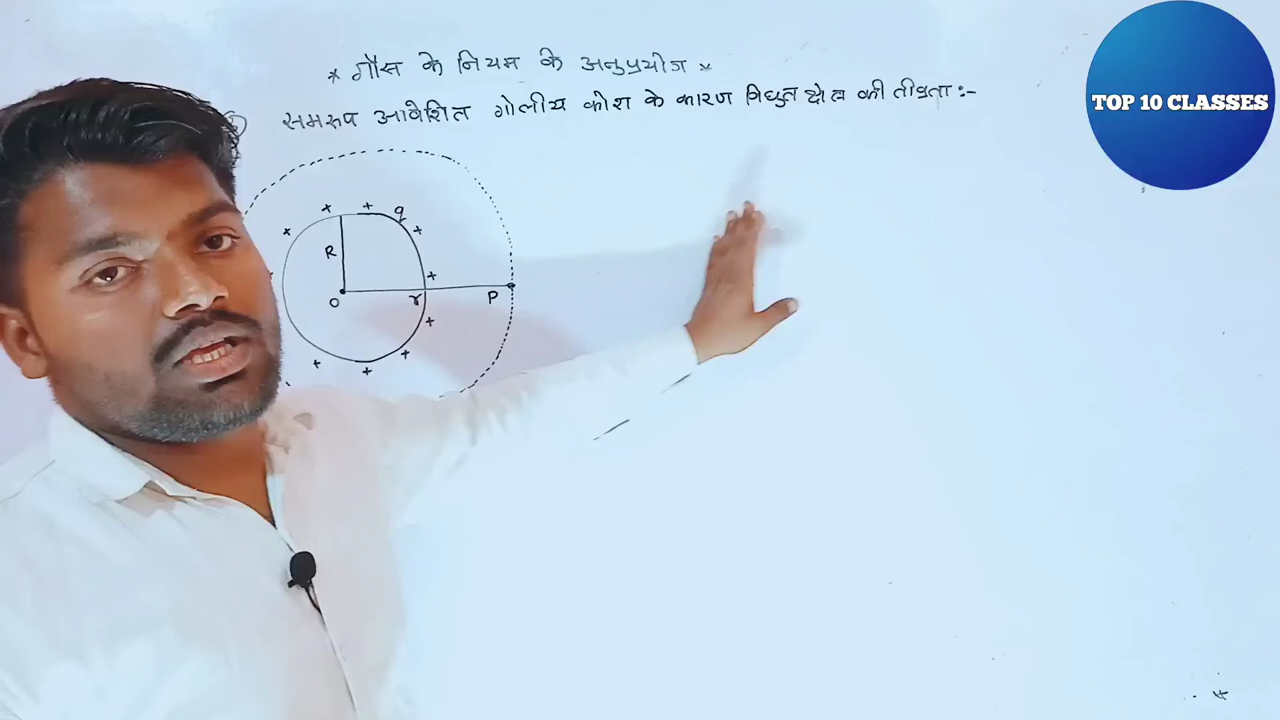 * गौस के नियम के अनुप्रयोग *
समरूप आवेशित गोलीय कोश के कारण विधुत क्षेत्र की तीव्रता :-
TOP 10 CLASSES
q
R
O
r
P